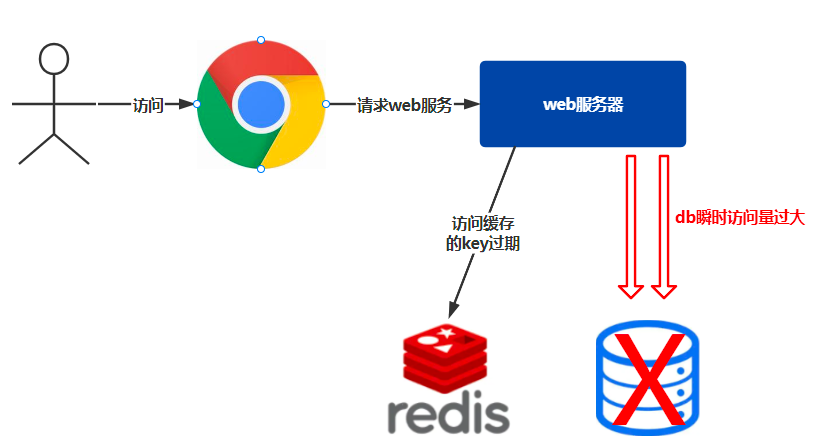 访问
请求web服务
web服务器
访问缓存
的key过期
db瞬时访问量过大
redis